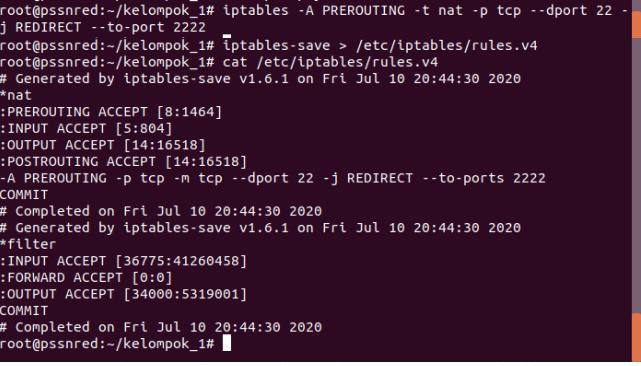 root@pssnred:~/kelompok_1# iptables -A PREROUTING -t nat -p tcp --dport 22 -
j REDIRECT --to-port 2222
root@pssnred:~/kelompok_1# iptables-save > /etc/iptables/rules.v4
root@pssnred:~/kelompok_1# cat /etc/iptables/rules.v4
# Generated by iptables-save v1.6.1 on Fri Jul 10 20:44:30 2020
*nat
:PREROUTING ACCEPT [8:1464]
:INPUT ACCEPT [5:804]
:OUTPUT ACCEPT [14:16518]
:POSTROUTING ACCEPT [14:16518]
-A PREROUTING -p tcp -m tcp --dport 22 -j REDIRECT --to-ports 2222
COMMIT
# Completed on Fri Jul 10 20:44:30 2020
# Generated by iptables-save v1.6.1 on Fri Jul 10 20:44:30 2020
*filter
:INPUT ACCEPT [36775:41260458]
:FORWARD ACCEPT [0:0]
:OUTPUT ACCEPT [34000:5319001]
COMMIT
# Completed on Fri Jul 10 20:44:30 2020
root@pssnred:~/kelompok_1#